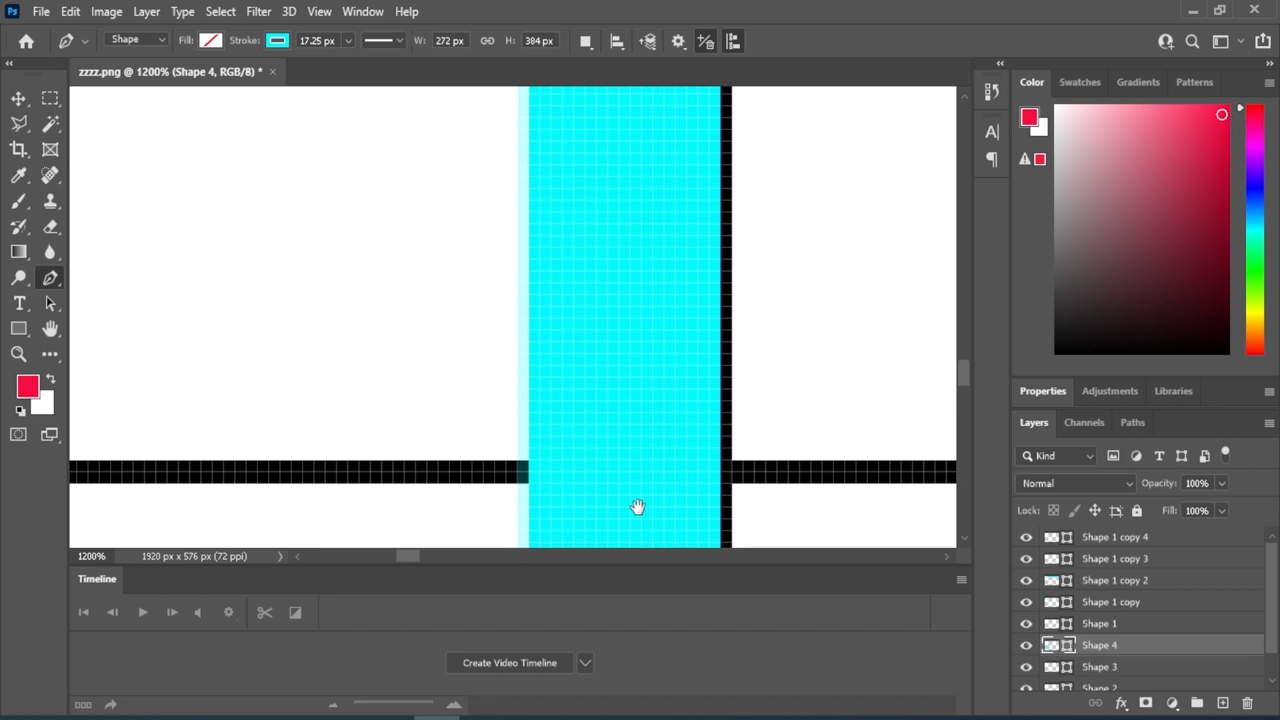 Ps File Edit Image Layer Type Select Filter 3D View Window Help
Shape Fill: Stroke: 17.25 px W: 272 px H: 384 px
zzzz.png @ 1200% (Shape 4, RGB/8) * ×
Color Swatches Gradients Patterns
Properties Adjustments Libraries
Layers Channels Paths
Kind
Normal Opacity: 100%
Lock: Fill: 100%
Shape 1 copy 4
Shape 1 copy 3
Shape 1 copy 2
Shape 1 copy
Shape 1
Shape 4
Shape 3
Shape 2
1200% 1920 px x 576 px (72 ppi)
Timeline
Create Video Timeline